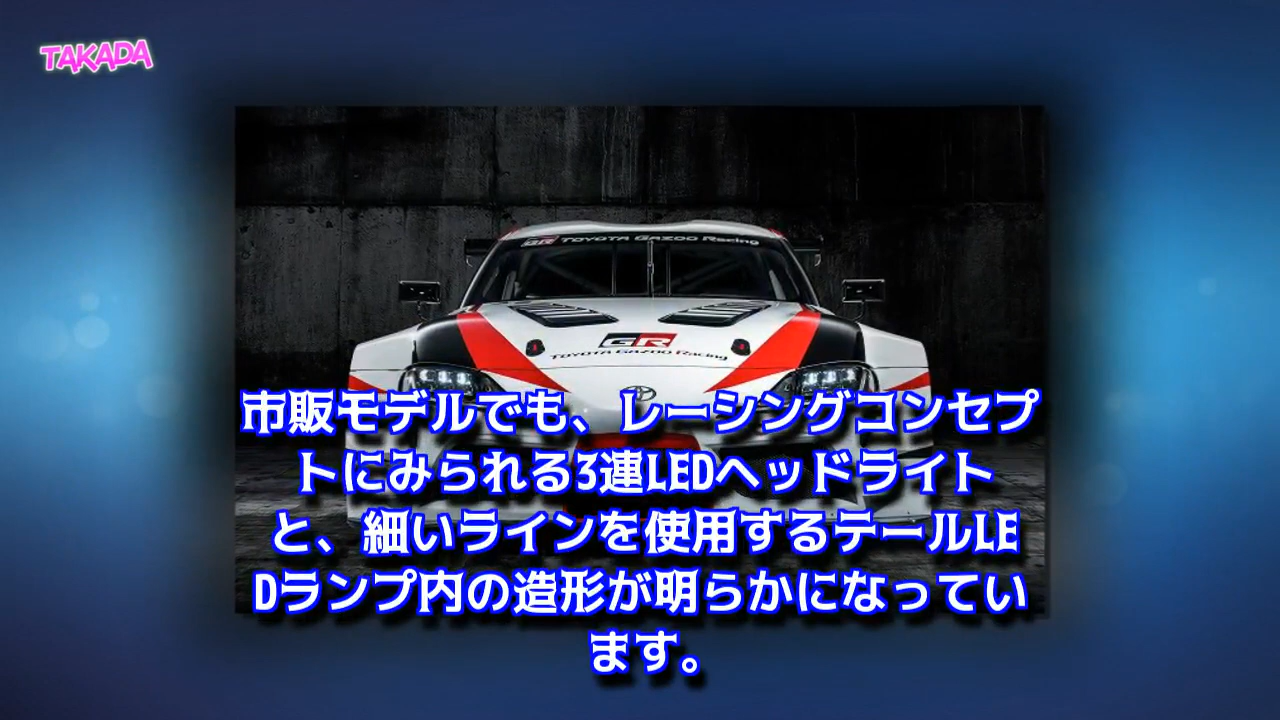 TAKADA
GR TOYOTA GAZOO Racing
GR
TOYOTA GAZOO Racing
市販モデルでも、レーシングコンセプ
トにみられる3連LEDヘッドライト
と、細いラインを使用するテールLE
Dランプ内の造形が明らかになってい
ます。